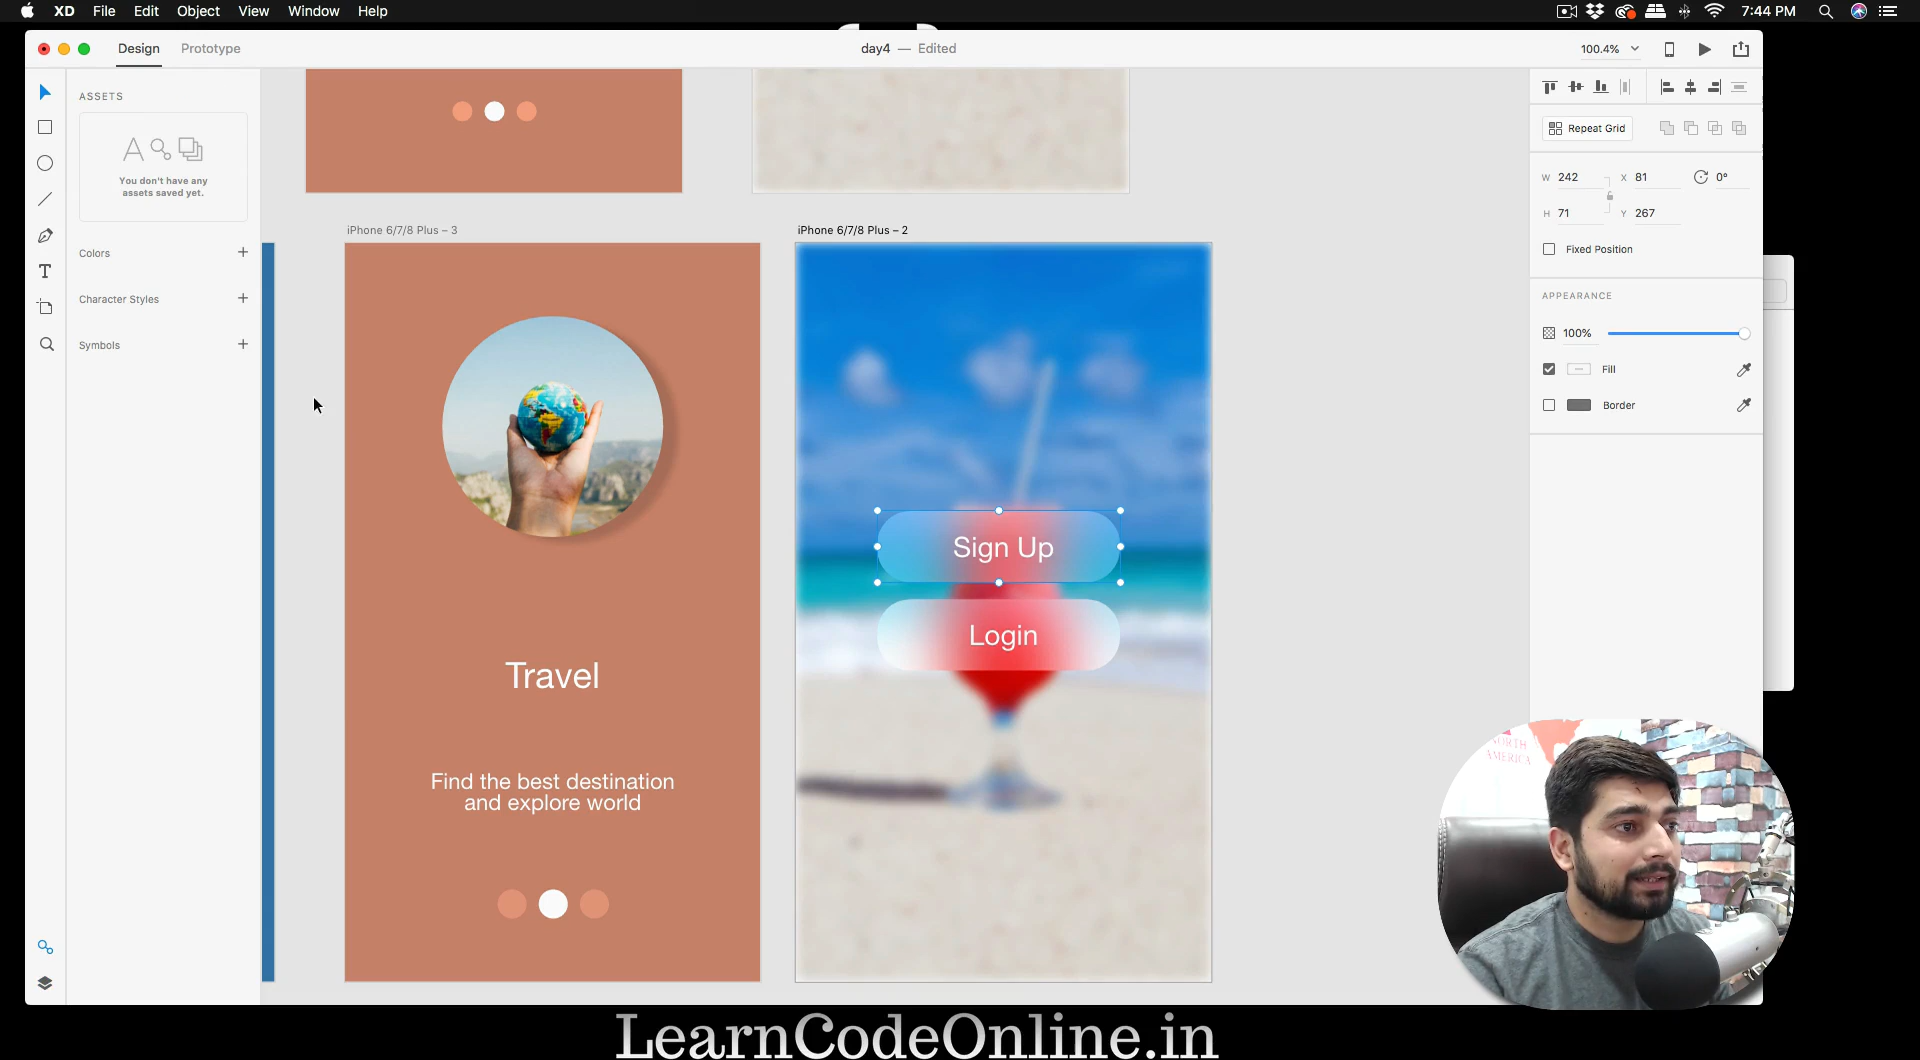 XD File Edit Object View Window Help
7:44 PM
Design Prototype
day4 — Edited
100.4%
ASSETS
You don't have any
assets saved yet.
Colors
Character Styles
Symbols
iPhone 6/7/8 Plus – 3
iPhone 6/7/8 Plus – 2
Travel
Find the best destination
and explore world
Sign Up
Login
Repeat Grid
W 242 X 81 0°
H 71 Y 267
Fixed Position
APPEARANCE
100%
Fill
Border
NORTH
AMERICA
LearnCodeOnline.in